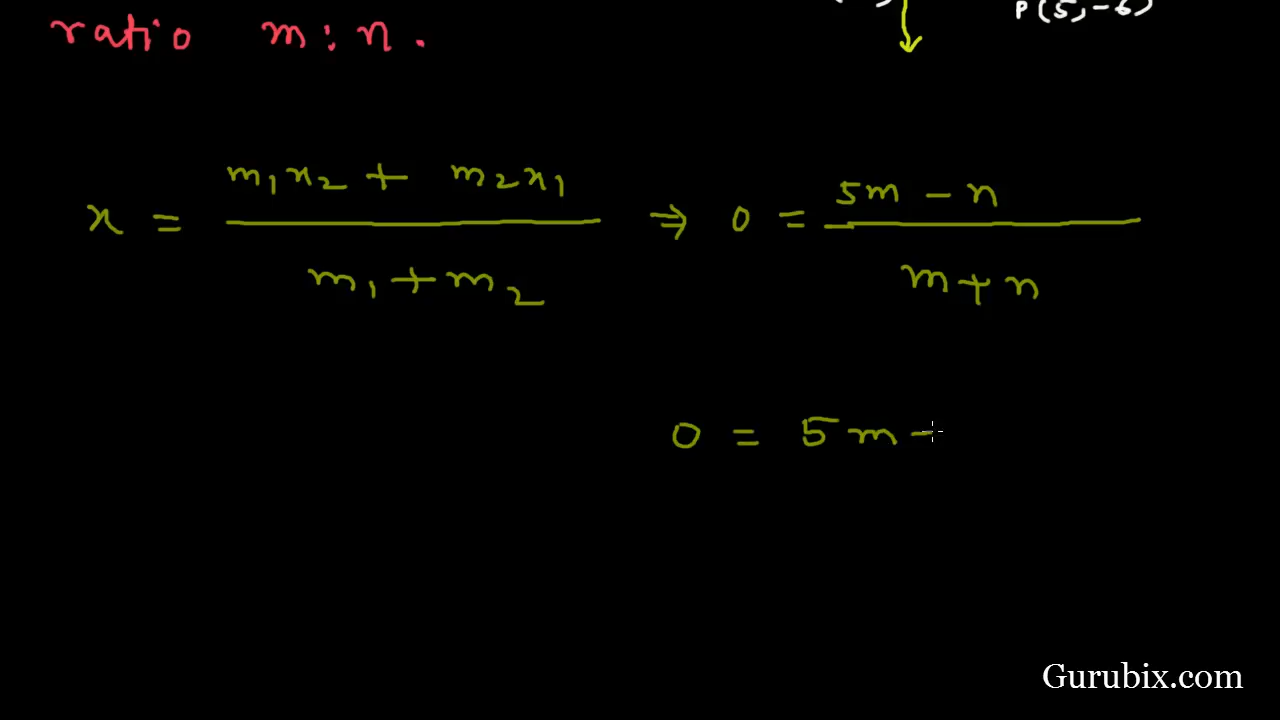 P(5,-6)
ratio m:n.
x = m₁x₂ + m₂x₁ / m₁+m₂ ⇒ 0 = 5m - n / m+n
0 = 5m -
Gurubix.com